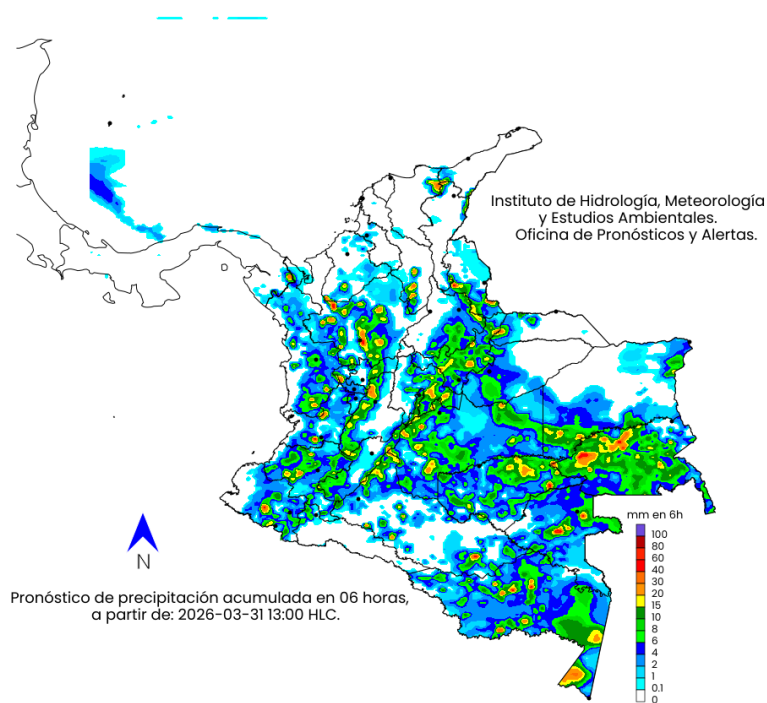 Instituto de Hidrología, Meteorología
y Estudios Ambientales.
Oficina de Pronósticos y Alertas.
mm en 6h
100
80
60
40
30
20
15
10
8
6
4
2
1
0.1
0
N
Pronóstico de precipitación acumulada en 06 horas,
a partir de: 2026-03-31 13:00 HLC.